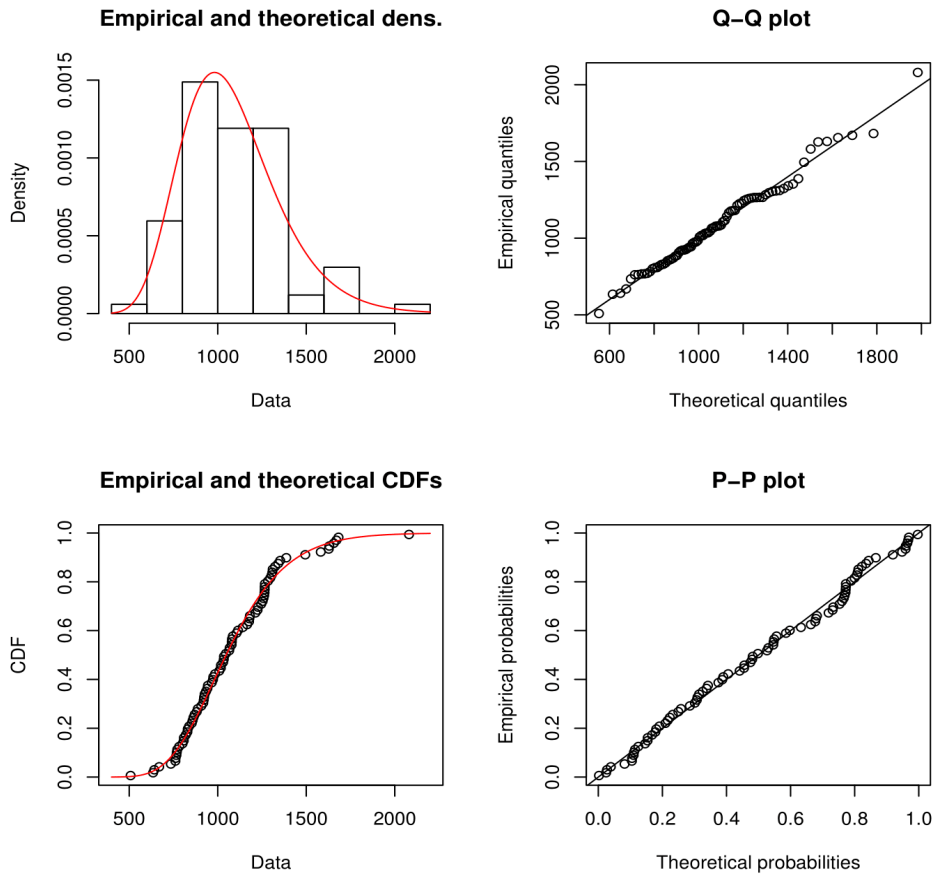 Empirical and theoretical dens.
Density
0.0000 0.0005 0.0010 0.0015
500 1000 1500 2000
Data
Q−Q plot
Empirical quantiles
500 1000 1500 2000
600 1000 1400 1800
Theoretical quantiles
Empirical and theoretical CDFs
CDF
0.0 0.2 0.4 0.6 0.8 1.0
500 1000 1500 2000
Data
P−P plot
Empirical probabilities
0.0 0.2 0.4 0.6 0.8 1.0
0.0 0.2 0.4 0.6 0.8 1.0
Theoretical probabilities